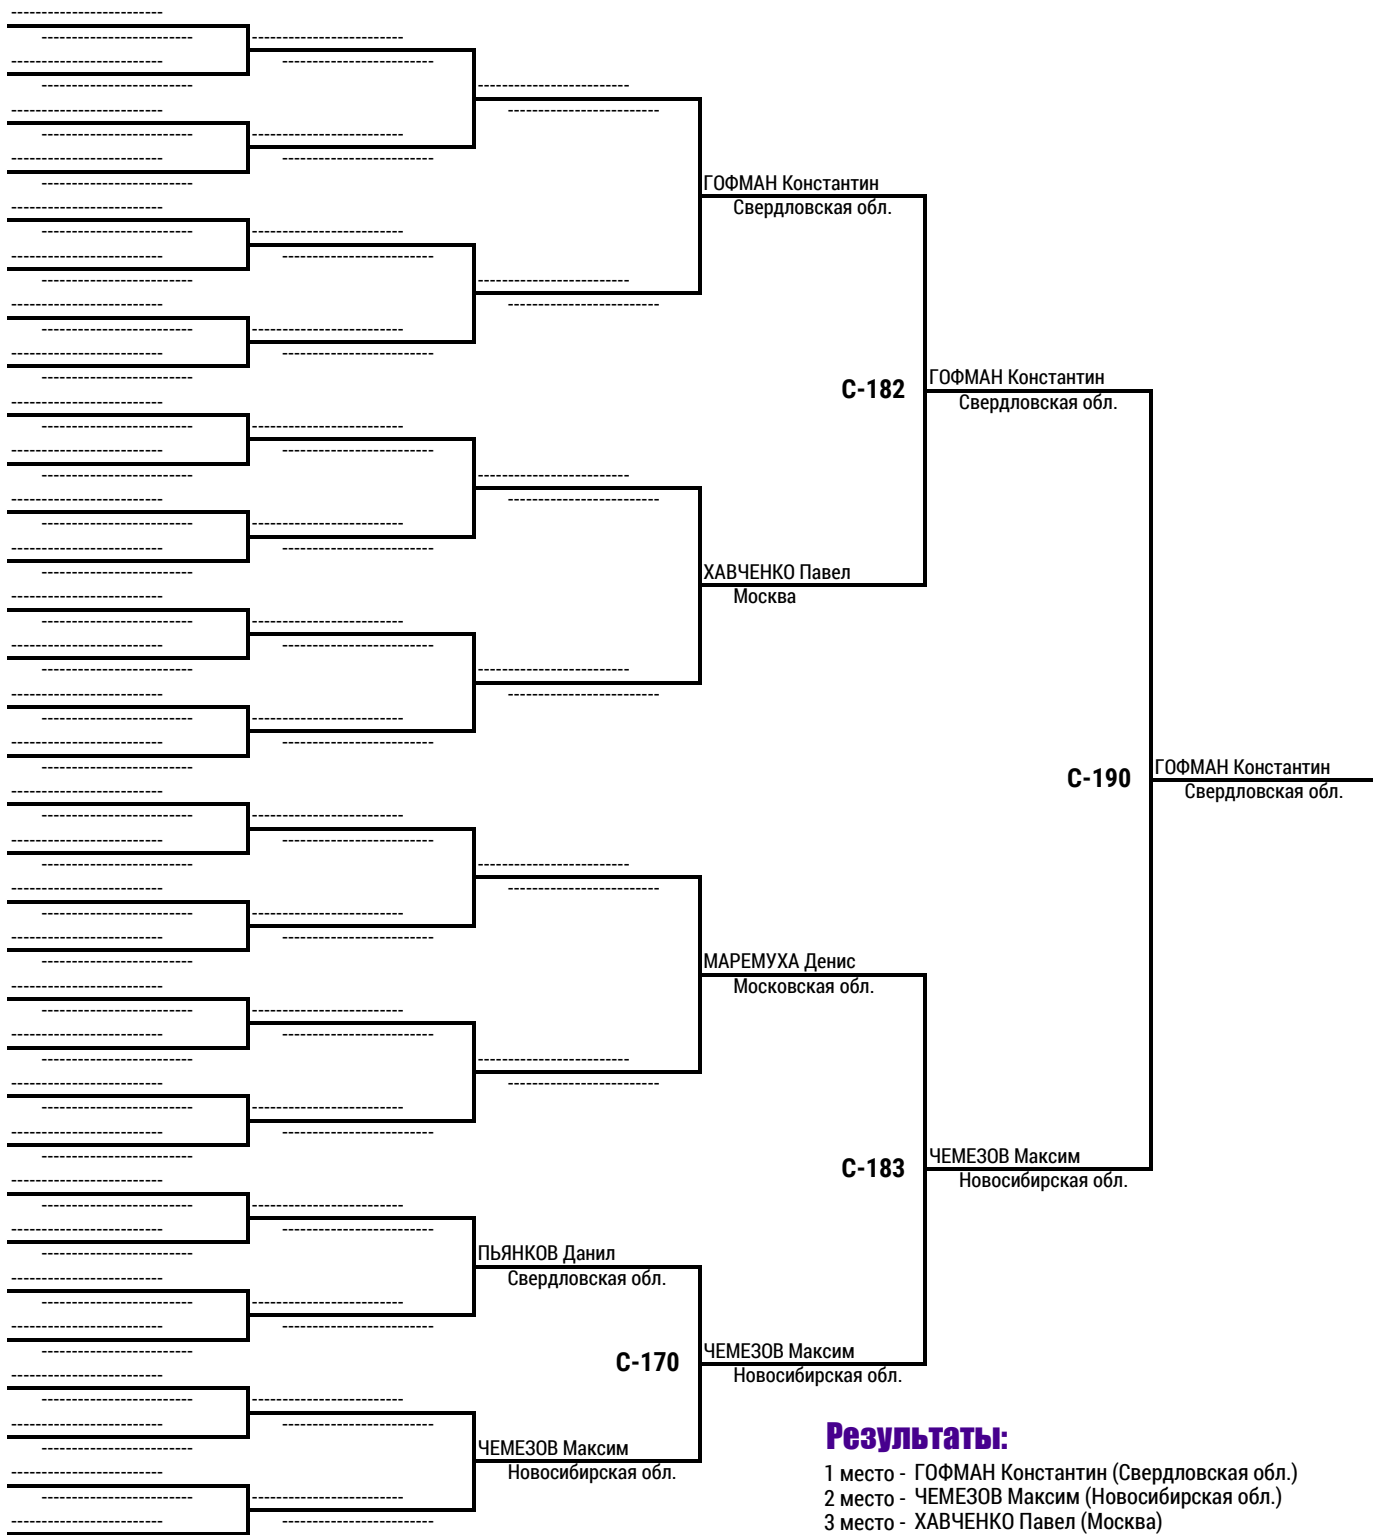 ГОФМАН Константин
Свердловская обл.
С-182
ГОФМАН Константин
Свердловская обл.
ХАВЧЕНКО Павел
Москва
С-190
ГОФМАН Константин
Свердловская обл.
МАРЕМУХА Денис
Московская обл.
С-183
ЧЕМЕЗОВ Максим
Новосибирская обл.
ПЬЯНКОВ Данил
Свердловская обл.
С-170
ЧЕМЕЗОВ Максим
Новосибирская обл.
ЧЕМЕЗОВ Максим
Новосибирская обл.
Результаты:
1 место - ГОФМАН Константин (Свердловская обл.)
2 место - ЧЕМЕЗОВ Максим (Новосибирская обл.)
3 место - ХАВЧЕНКО Павел (Москва)